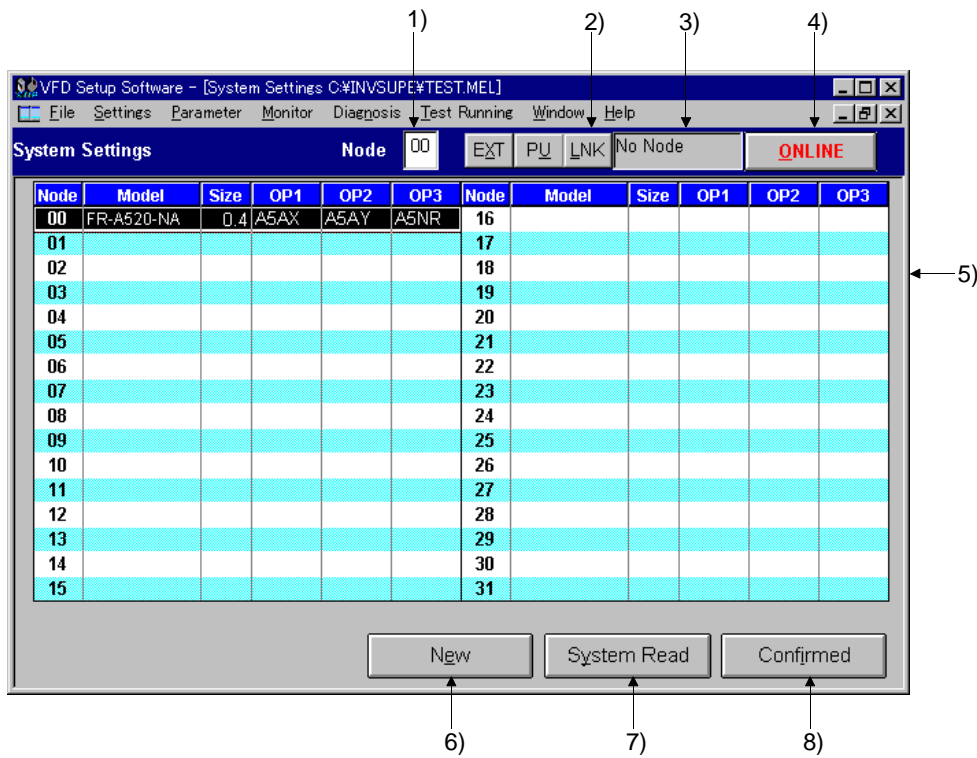 1) 2) 3) 4)
VFD Setup Software - [System Settings C:¥INVSUPE¥TEST.MEL]
File Settings Parameter Monitor Diagnosis Test Running Window Help
System Settings Node 00 EXT PU LNK No Node ONLINE
Node Model Size OP1 OP2 OP3 Node Model Size OP1 OP2 OP3
00 FR-A520-NA 0.4 A5AX A5AY A5NR 16
01 17
02 18
5)
03 19
04 20
05 21
06 22
07 23
08 24
09 25
10 26
11 27
12 28
13 29
14 30
15 31
New System Read Confirmed
6) 7) 8)